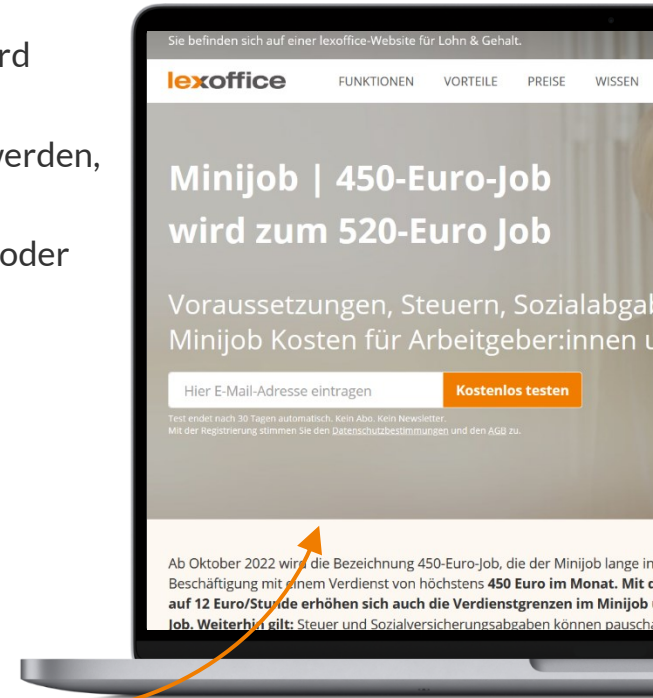 rd
werden,
oder
Sie befinden sich auf einer lexoffice-Website für Lohn & Gehalt.
lexoffice FUNKTIONEN VORTEILE PREISE WISSEN
Minijob | 450-Euro-Job
wird zum 520-Euro Job
Voraussetzungen, Steuern, Sozialabgab
Minijob Kosten für Arbeitgeber:innen u
Hier E-Mail-Adresse eintragen Kostenlos testen
Test endet nach 30 Tagen automatisch. Kein Abo. Kein Newsletter.
Mit der Registrierung stimmen Sie den Datenschutzbestimmungen und den AGB zu.
Ab Oktober 2022 wird die Bezeichnung 450-Euro-Job, die der Minijob lange in
Beschäftigung mit einem Verdienst von höchstens 450 Euro im Monat. Mit d
auf 12 Euro/Stunde erhöhen sich auch die Verdienstgrenzen im Minijob
Job. Weiterhin gilt: Steuer und Sozialversicherungsabgaben können pauscha